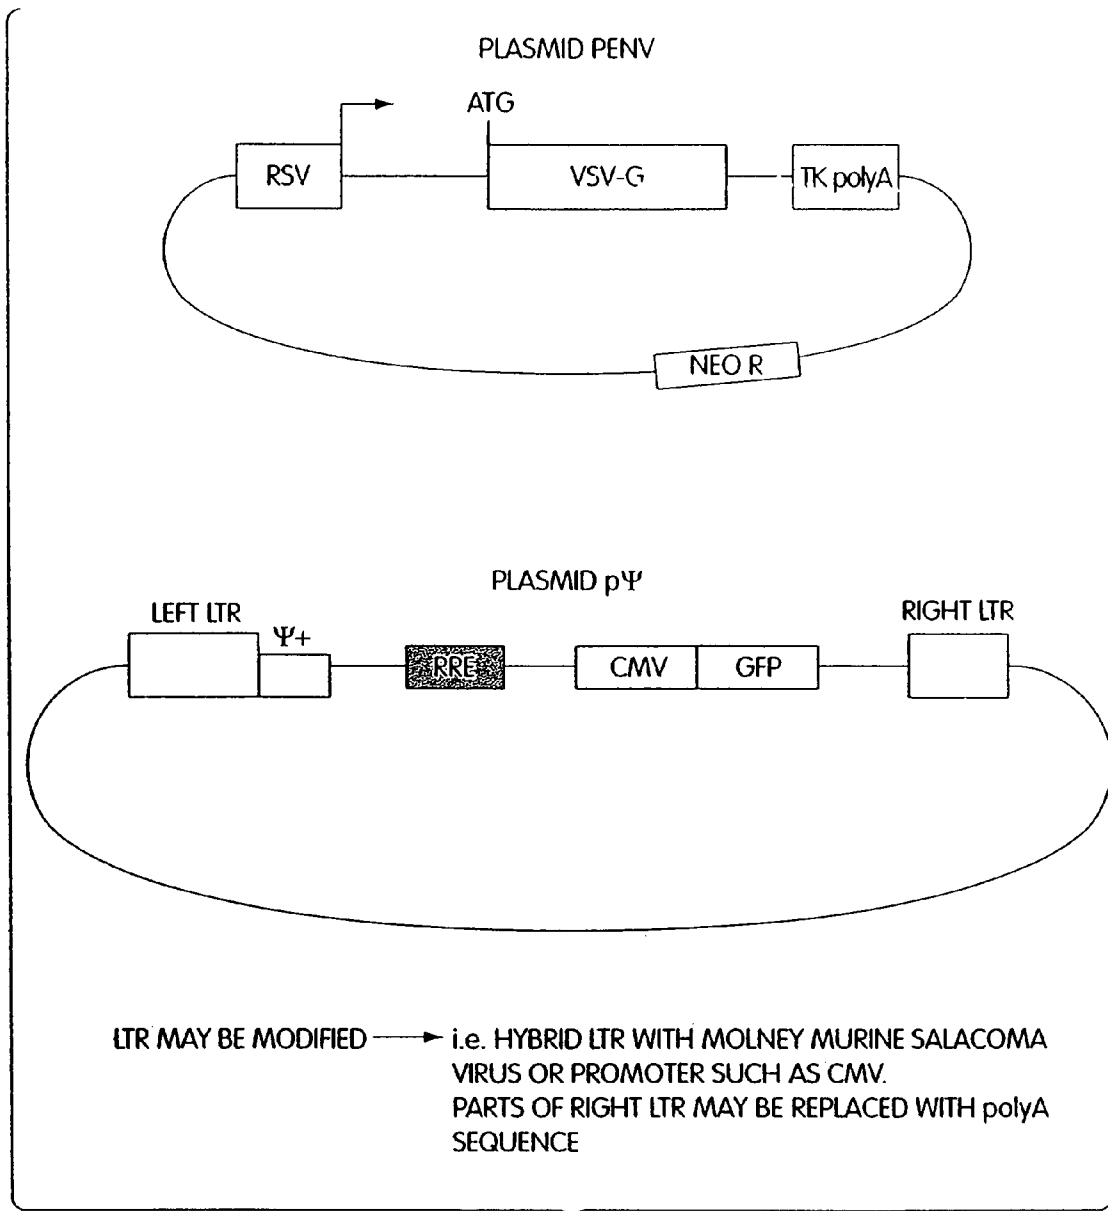 PLASMID PENV
ATG
RSV
VSV-G
TK polyA
NEO R
PLASMID pΨ
LEFT LTR
Ψ+
RIGHT LTR
RRE
CMV
GFP
LTR MAY BE MODIFIED → i.e. HYBRID LTR WITH MOLNEY MURINE SALACOMA
VIRUS OR PROMOTER SUCH AS CMV.
PARTS OF RIGHT LTR MAY BE REPLACED WITH polyA
SEQUENCE